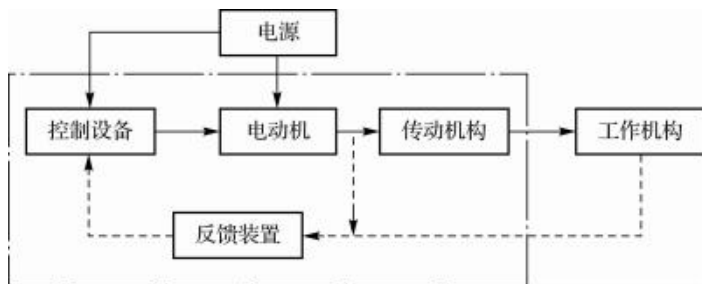 电源
控制设备
电动机
传动机构
工作机构
反馈装置